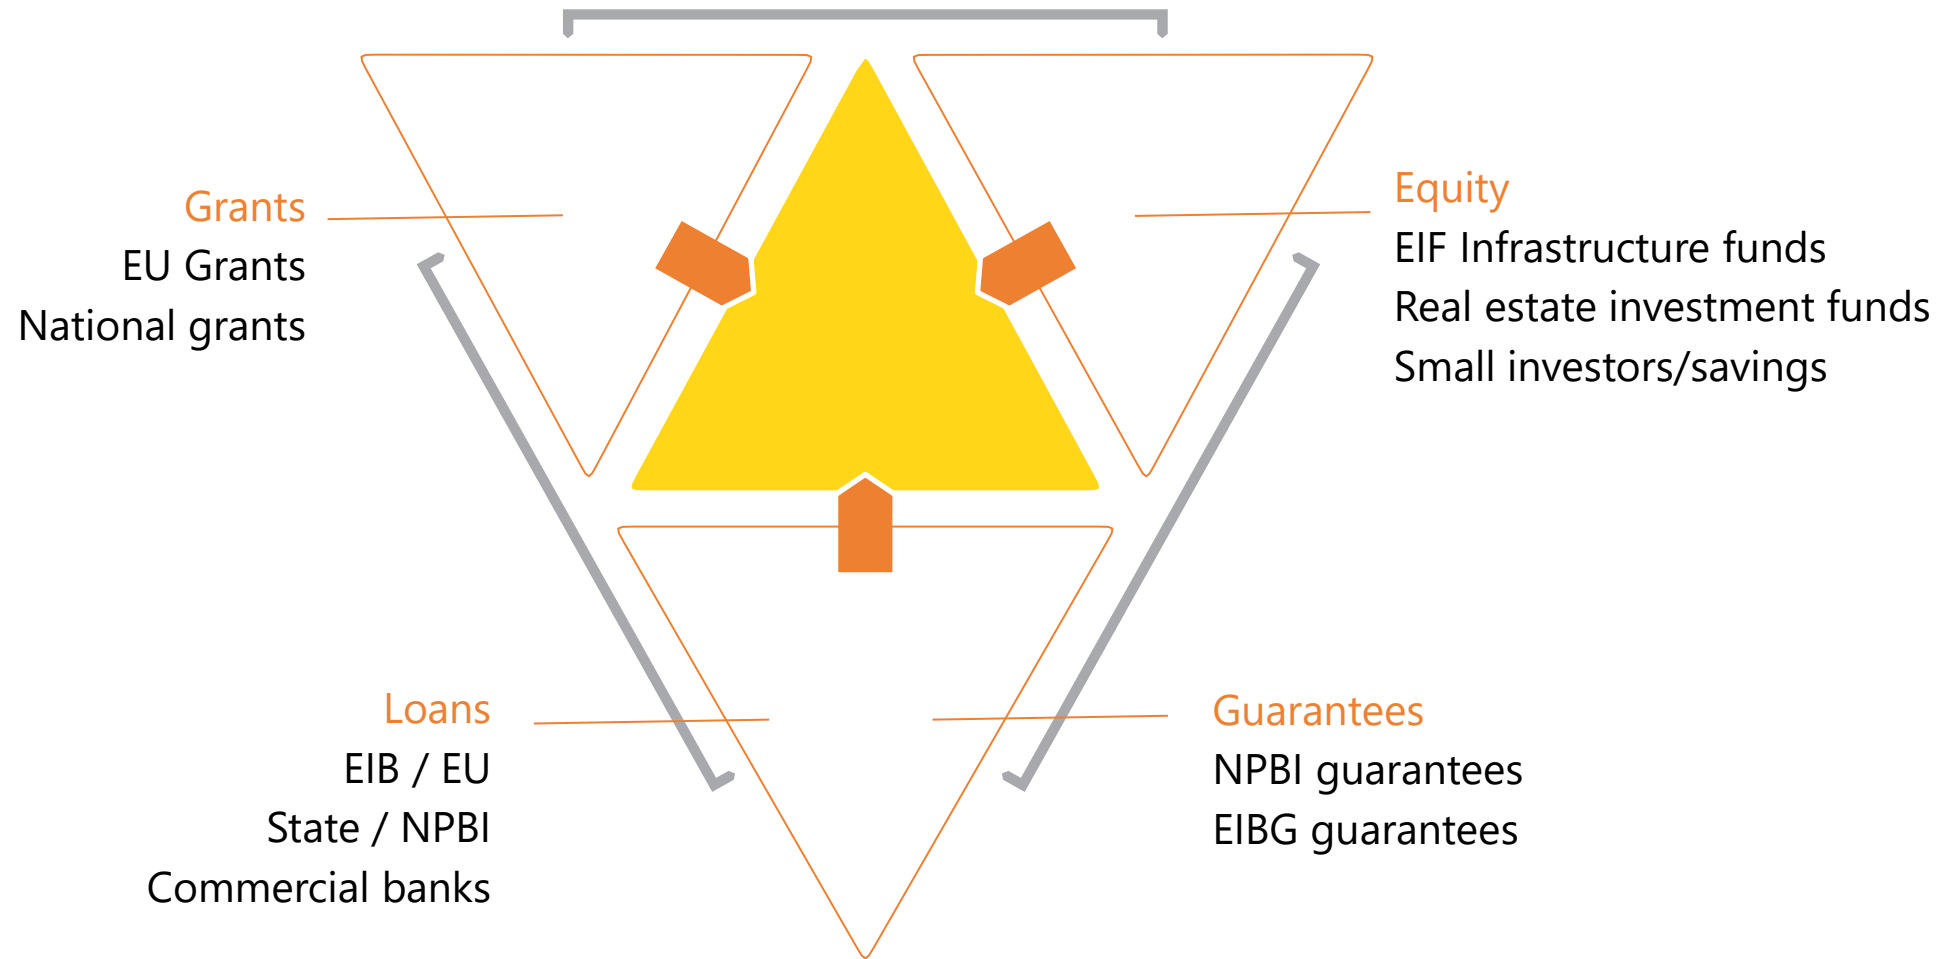 Grants
EU Grants
National grants
Equity
EIF Infrastructure funds
Real estate investment funds
Small investors/savings
Loans
EIB / EU
State / NPBI
Commercial banks
Guarantees
NPBI guarantees
EIBG guarantees